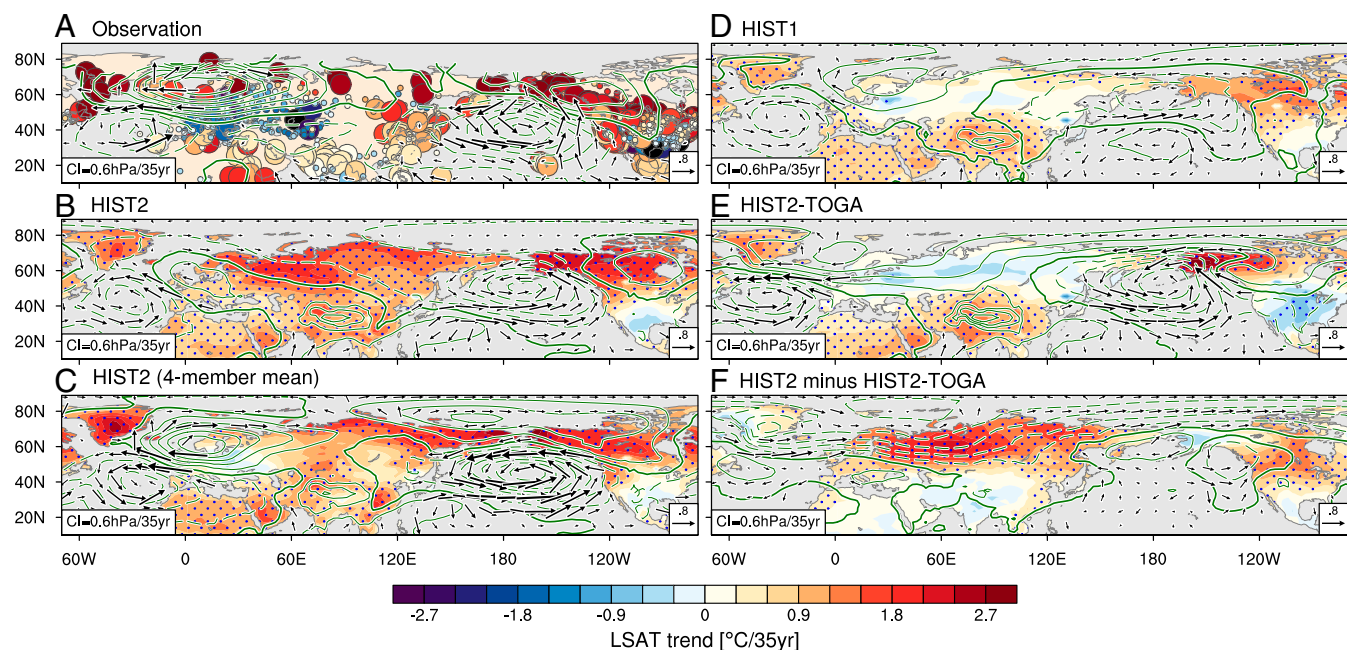 A Observation
D HIST1
80N
60N
40N
20N
CI=0.6hPa/35yr
.8
CI=0.6hPa/35yr
.8
B HIST2
E HIST2-TOGA
80N
60N
40N
20N
CI=0.6hPa/35yr
.8
CI=0.6hPa/35yr
.8
C HIST2 (4-member mean)
F HIST2 minus HIST2-TOGA
80N
60N
40N
20N
CI=0.6hPa/35yr
.8
CI=0.6hPa/35yr
.8
60W 0 60E 120E 180 120W
60W 0 60E 120E 180 120W
-2.7 -1.8 -0.9 0 0.9 1.8 2.7
LSAT trend [°C/35yr]